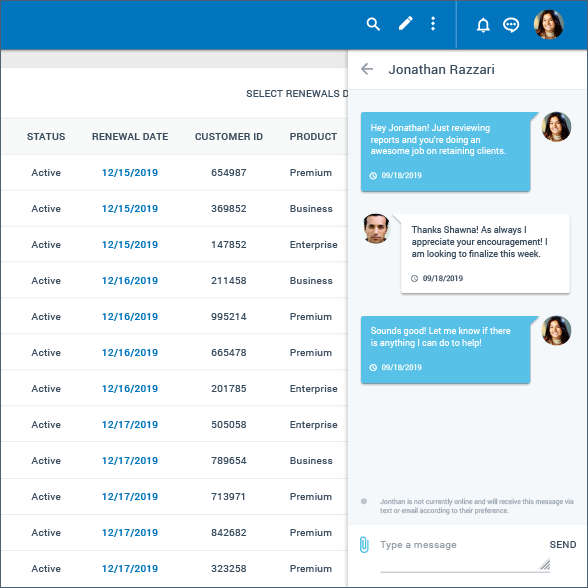 Jonathan Razzari
SELECT RENEWALS D
STATUS RENEWAL DATE CUSTOMER ID PRODUCT
Active 12/15/2019 654987 Premium
Active 12/15/2019 369852 Business
Active 12/15/2019 147852 Enterprise
Active 12/16/2019 211458 Business
Active 12/16/2019 995214 Premium
Active 12/16/2019 665478 Premium
Active 12/16/2019 201785 Enterprise
Active 12/17/2019 505058 Enterprise
Active 12/17/2019 789654 Business
Active 12/17/2019 713971 Premium
Active 12/17/2019 842682 Premium
Active 12/17/2019 323258 Premium
Hey Jonathan! Just reviewing
reports and you're doing an
awesome job on retaining clients.
09/18/2019
Thanks Shawna! As always I
appreciate your encouragement! I
am looking to finalize this week.
09/18/2019
Sounds good! Let me know if there
is anything I can do to help!
09/18/2019
Jonthan is not currently online and will receive this message via
text or email according to their preference.
Type a message SEND